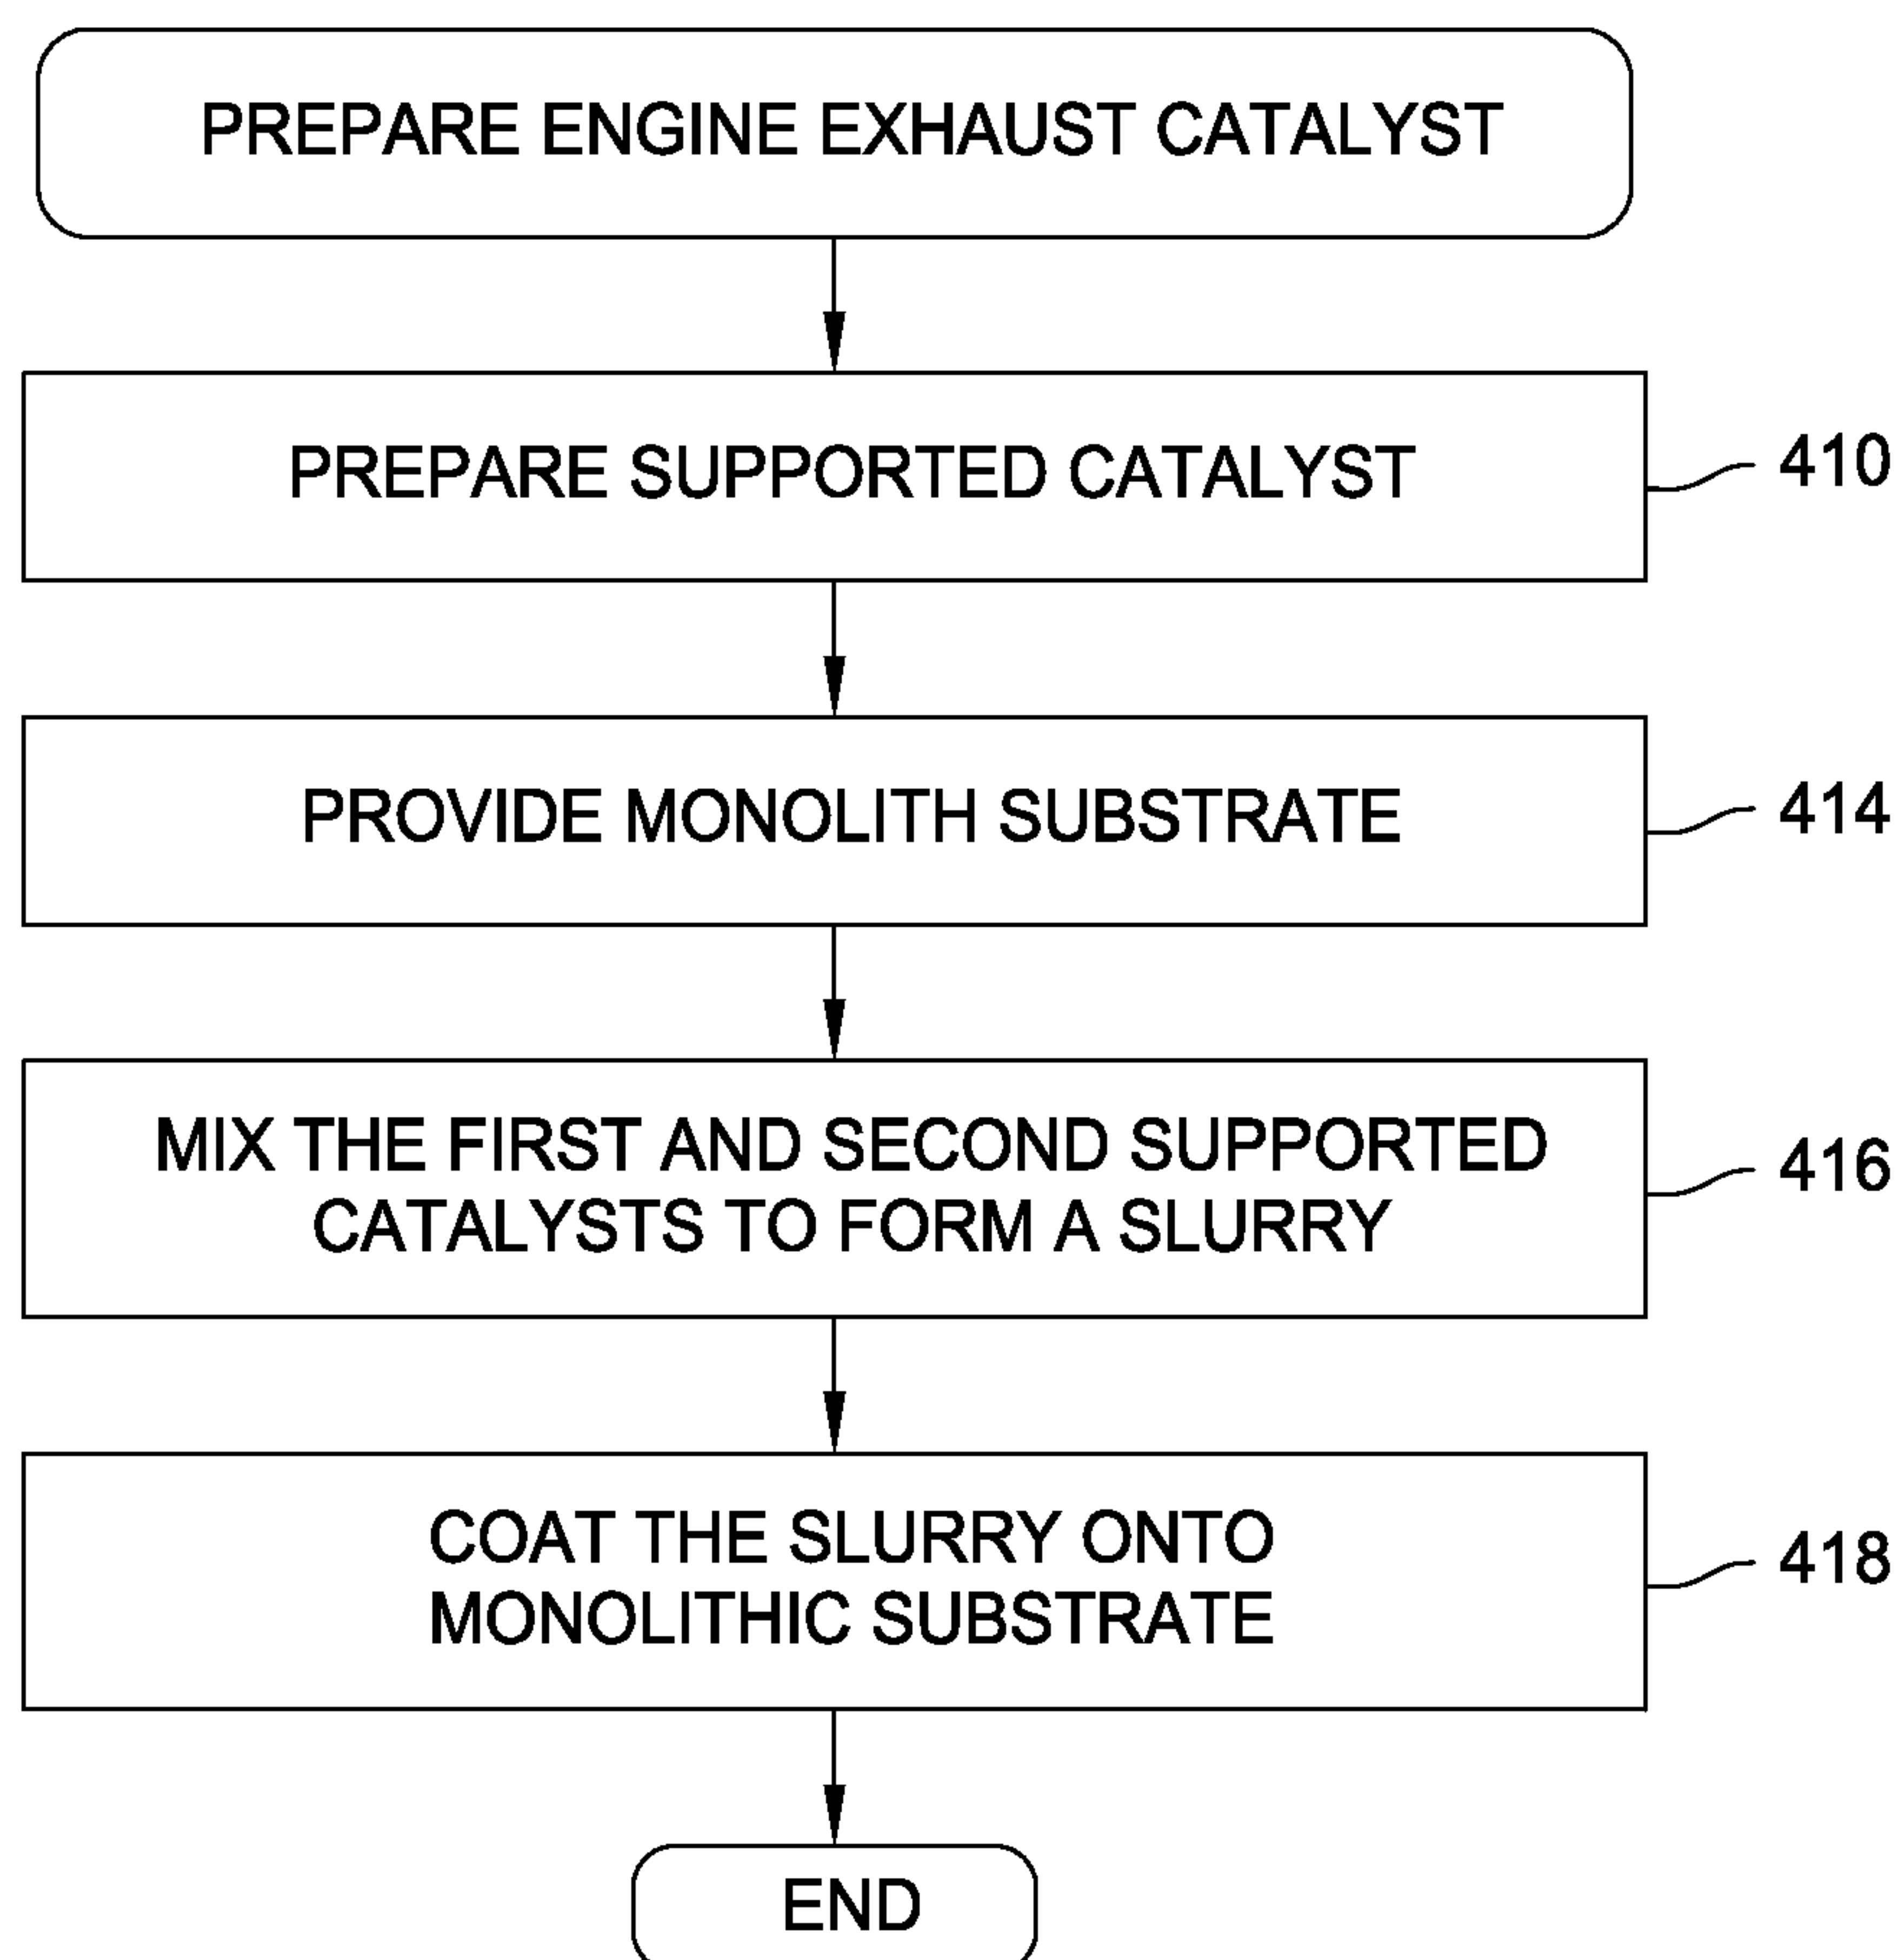 PREPARE ENGINE EXHAUST CATALYST
PREPARE SUPPORTED CATALYST
410
PROVIDE MONOLITH SUBSTRATE
414
MIX THE FIRST AND SECOND SUPPORTED
CATALYSTS TO FORM A SLURRY
416
COAT THE SLURRY ONTO
MONOLITHIC SUBSTRATE
418
END